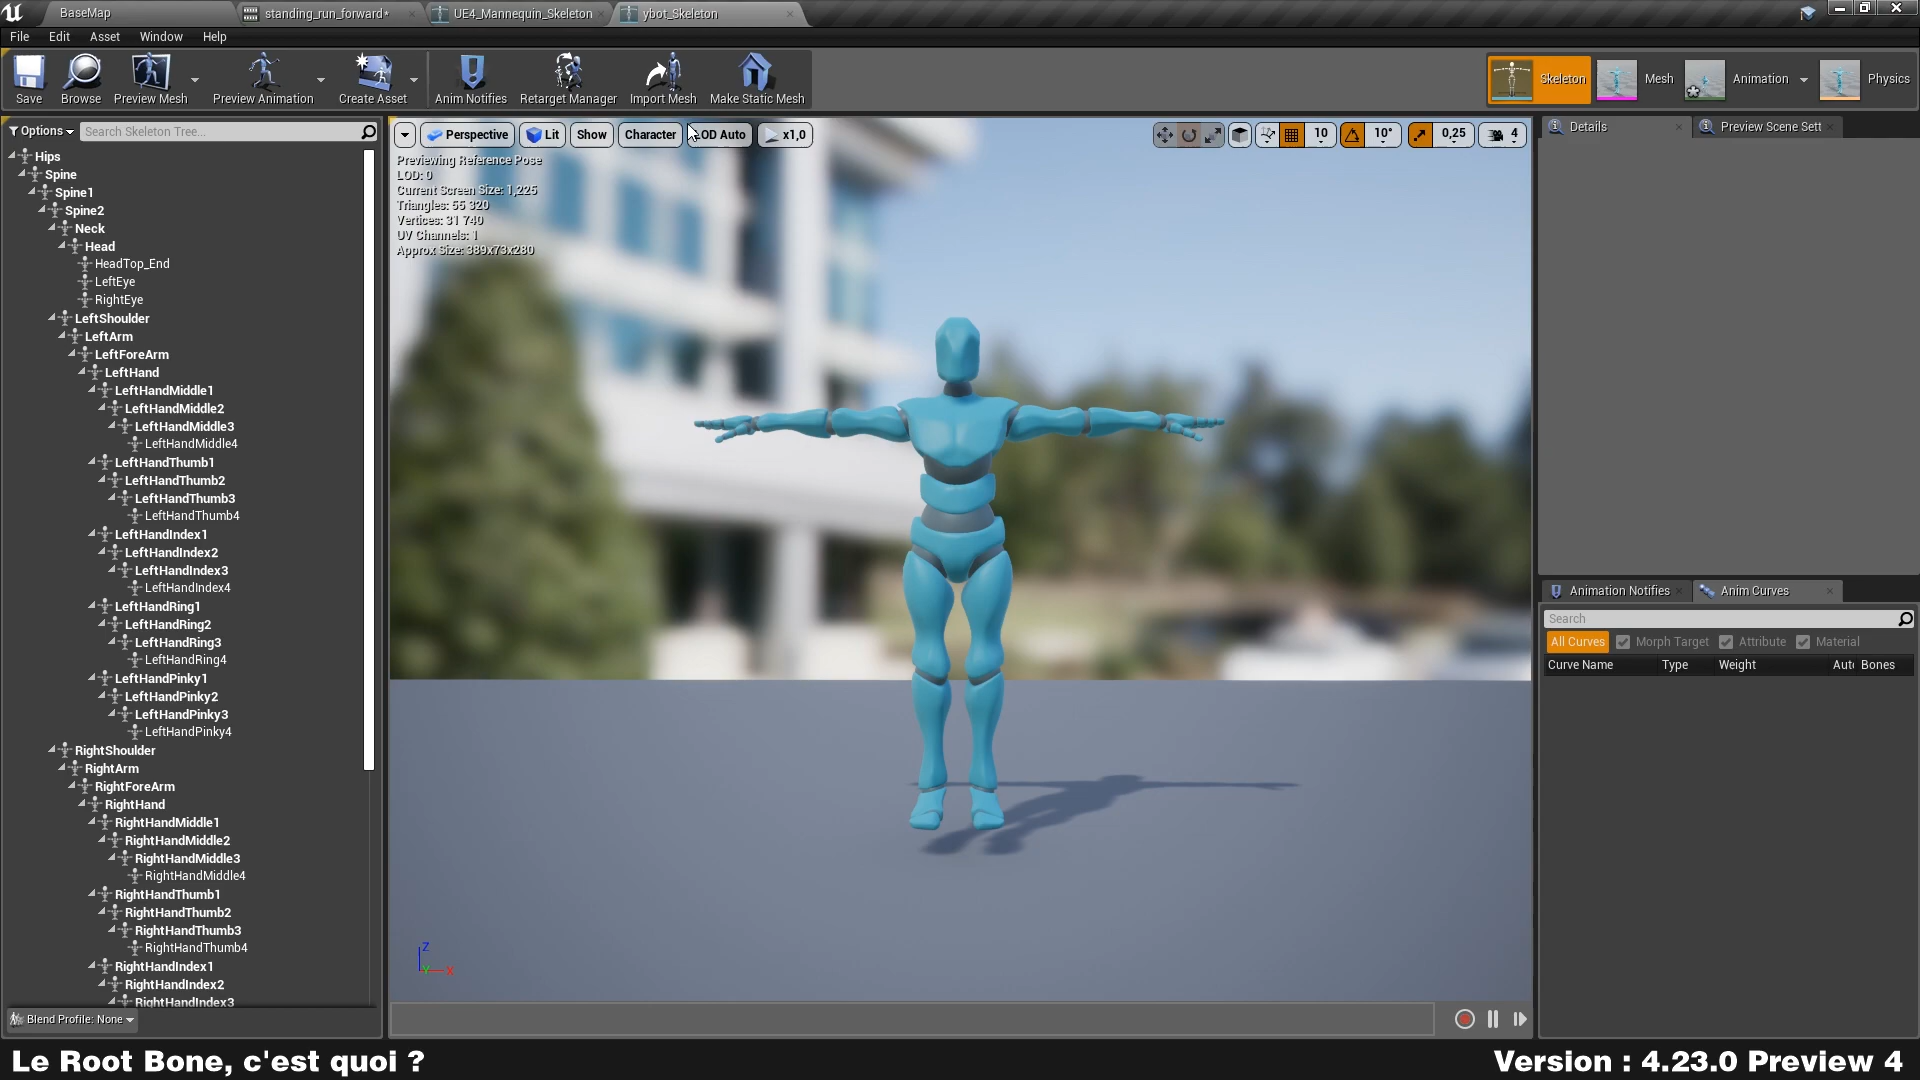 BaseMap
standing_run_forward*
UE4_Mannequin_Skeleton
ybot_Skeleton
File Edit Asset Window Help
Save
Browse
Preview Mesh
Preview Animation
Create Asset
Anim Notifies
Retarget Manager
Import Mesh
Make Static Mesh
Skeleton
Mesh
Animation
Physics
Options
Search Skeleton Tree...
Hips
Spine
Spine1
Spine2
Neck
Head
HeadTop_End
LeftEye
RightEye
LeftShoulder
LeftArm
LeftForeArm
LeftHand
LeftHandMiddle1
LeftHandMiddle2
LeftHandMiddle3
LeftHandMiddle4
LeftHandThumb1
LeftHandThumb2
LeftHandThumb3
LeftHandThumb4
LeftHandIndex1
LeftHandIndex2
LeftHandIndex3
LeftHandIndex4
LeftHandRing1
LeftHandRing2
LeftHandRing3
LeftHandRing4
LeftHandPinky1
LeftHandPinky2
LeftHandPinky3
LeftHandPinky4
RightShoulder
RightArm
RightForeArm
RightHand
RightHandMiddle1
RightHandMiddle2
RightHandMiddle3
RightHandMiddle4
RightHandThumb1
RightHandThumb2
RightHandThumb3
RightHandThumb4
RightHandIndex1
RightHandIndex2
RightHandIndex3
Blend Profile: None
Perspective Lit Show Character LOD Auto x1,0
10 10° 0,25 4
Previewing Reference Pose
LOD: 0
Current Screen Size: 1,225
Triangles: 55 320
Vertices: 31 740
UV Channels: 1
Approx Size: 389x73x280
Z
Y X
Details
Preview Scene Sett
Animation Notifies
Anim Curves
Search
All Curves Morph Target Attribute Material
Curve Name Type Weight Aut Bones
Le Root Bone, c'est quoi ?
Version : 4.23.0 Preview 4